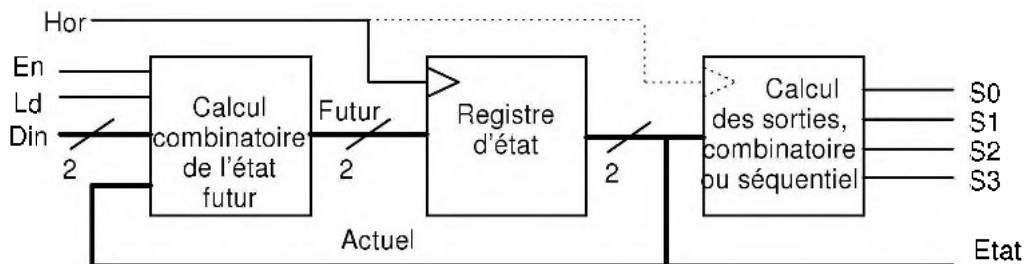 Hor
En
Ld
Din
2
Calcul
combinatoire
de l'état
futur
Futur
2
Registre
d'état
2
Calcul
des sorties,
combinatoire
ou séquentiel
S0
S1
S2
S3
Actuel
Etat